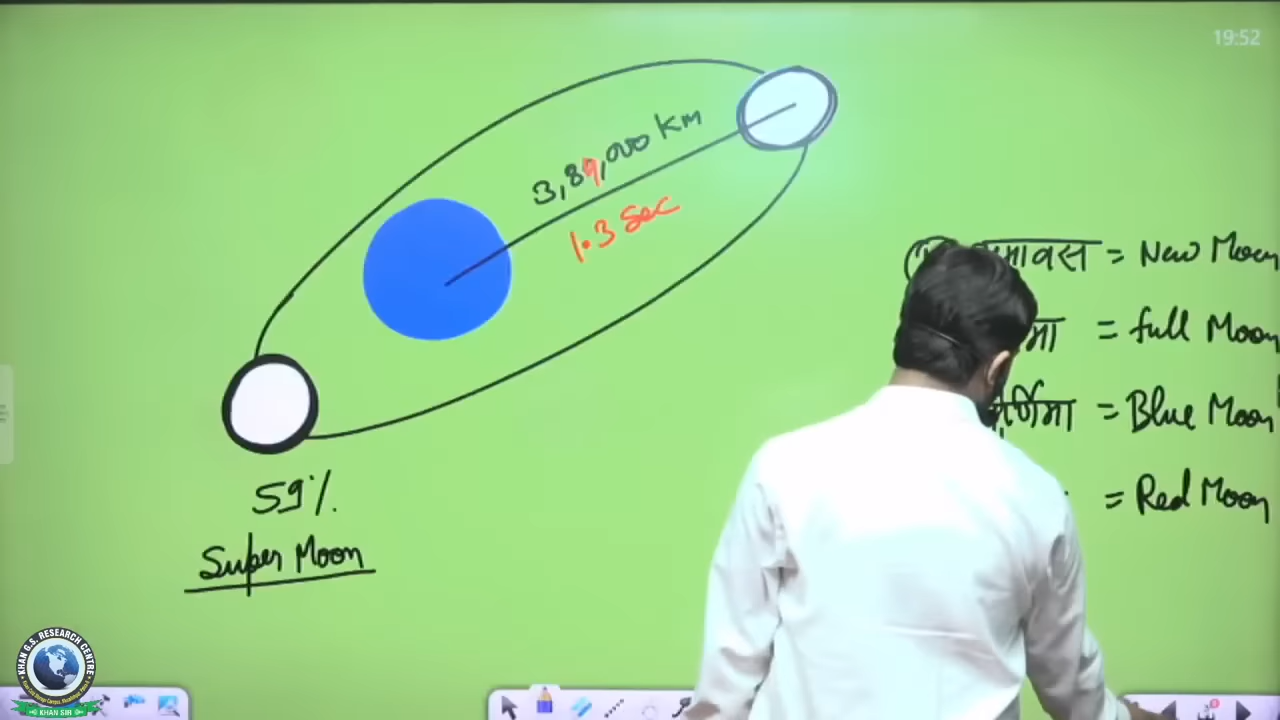 19:52
3,89,000 km
1.3 Sec
= New Moon
= full Moon
= Blue Moon
= Red Moon
59%
Super Moon
KHAN G.S. RESEARCH CENTRE
KHAN SIR